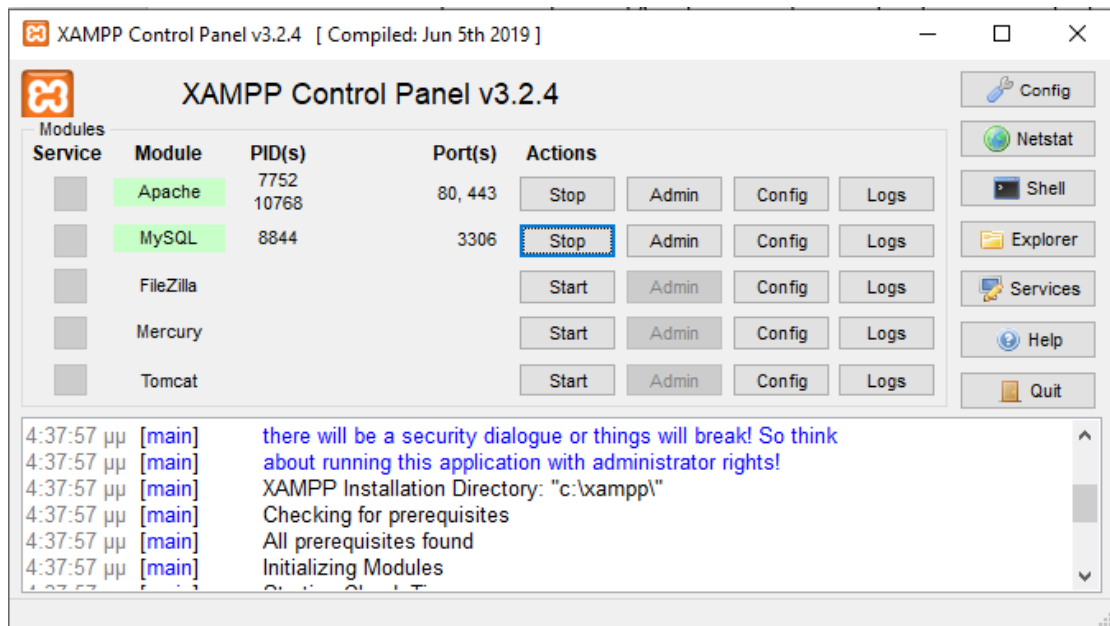 XAMPP Control Panel v3.2.4 [ Compiled: Jun 5th 2019 ]
XAMPP Control Panel v3.2.4
Config
Modules
Netstat
Service Module PID(s) Port(s) Actions
Apache 7752 10768 80, 443 Stop Admin Config Logs
Shell
MySQL 8844 3306 Stop Admin Config Logs
Explorer
FileZilla Start Admin Config Logs
Services
Mercury Start Admin Config Logs
Help
Tomcat Start Admin Config Logs
Quit
4:37:57 μμ [main] there will be a security dialogue or things will break! So think
4:37:57 μμ [main] about running this application with administrator rights!
4:37:57 μμ [main] XAMPP Installation Directory: "c:\xampp\"
4:37:57 μμ [main] Checking for prerequisites
4:37:57 μμ [main] All prerequisites found
4:37:57 μμ [main] Initializing Modules